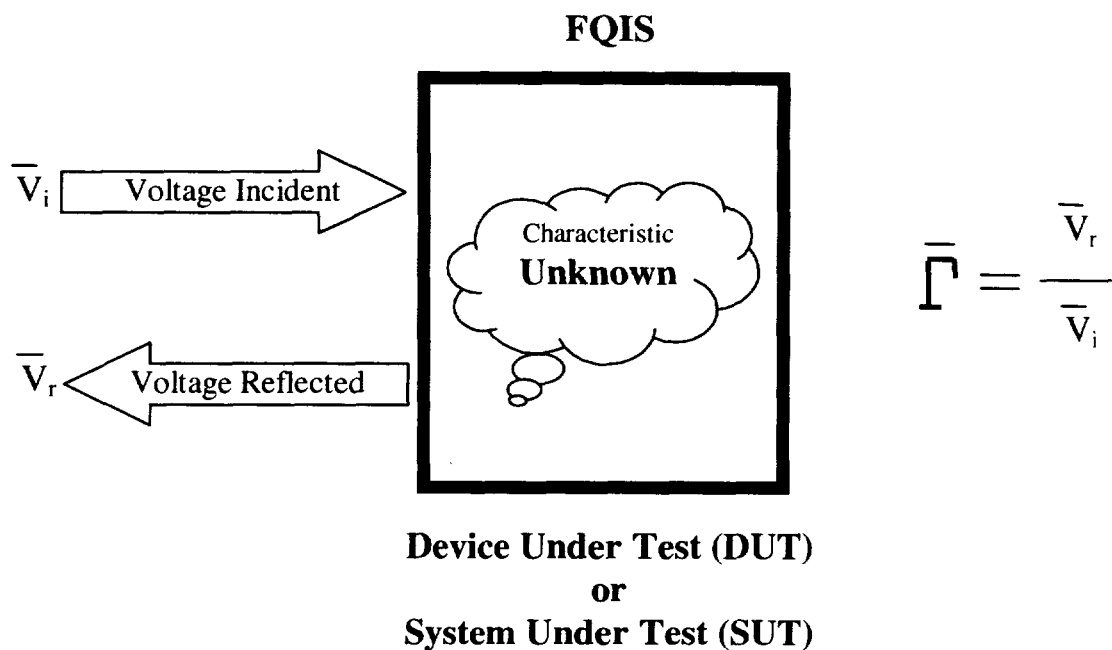 FQIS
V̅i
Voltage Incident
Characteristic
Unknown
V̅r
Voltage Reflected
Γ̅ = V̅r / V̅i
Device Under Test (DUT)
or
System Under Test (SUT)